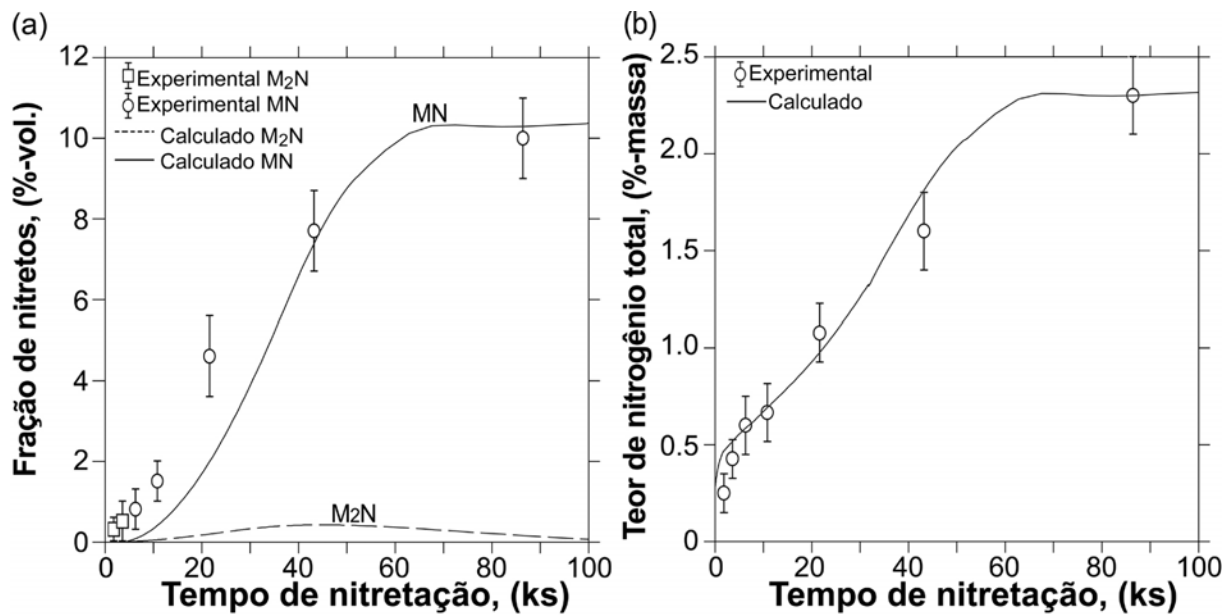 (a)
12
10
8
6
4
2
0
Fração de nitretos, (%-vol.)
Experimental M2N
Experimental MN
Calculado M2N
Calculado MN
MN
M2N
0 20 40 60 80 100
Tempo de nitretação, (ks)
(b)
2.5
2.0
1.5
1.0
0.5
0
Teor de nitrogênio total, (%-massa)
Experimental
Calculado
0 20 40 60 80 100
Tempo de nitretação, (ks)